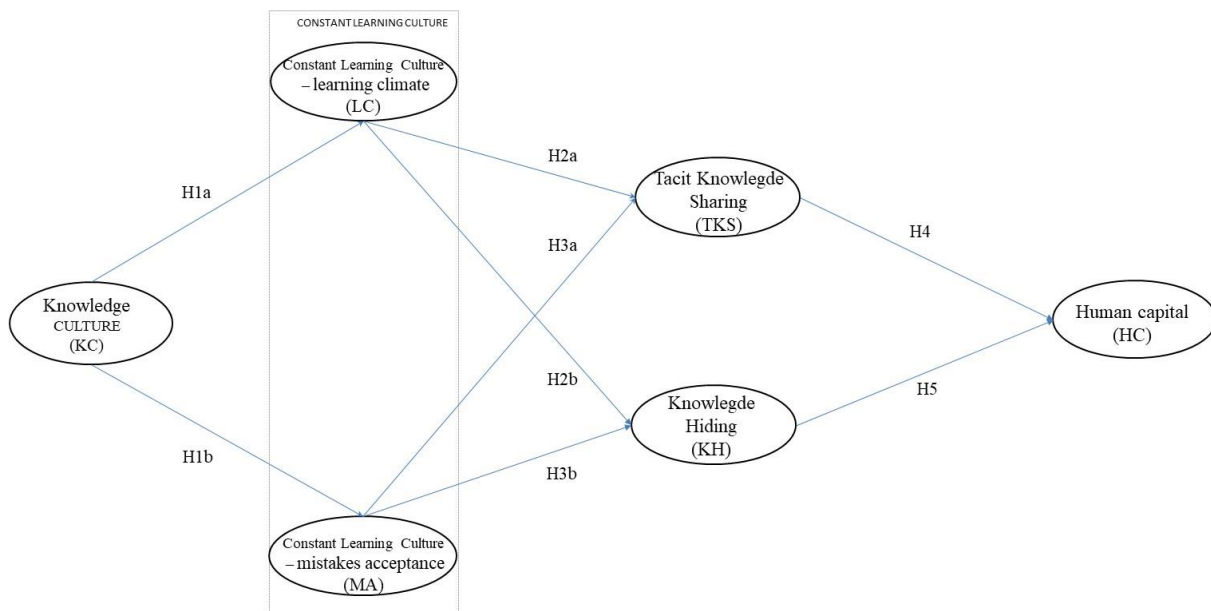 CONSTANT LEARNING CULTURE
Constant Learning Culture
– learning climate
(LC)
H1a
H2a
Tacit Knowlegde
Sharing
(TKS)
H3a
H4
Knowledge
CULTURE
(KC)
Human capital
(HC)
H2b
Knowlegde
Hiding
(KH)
H5
H1b
H3b
Constant Learning Culture
– mistakes acceptance
(MA)